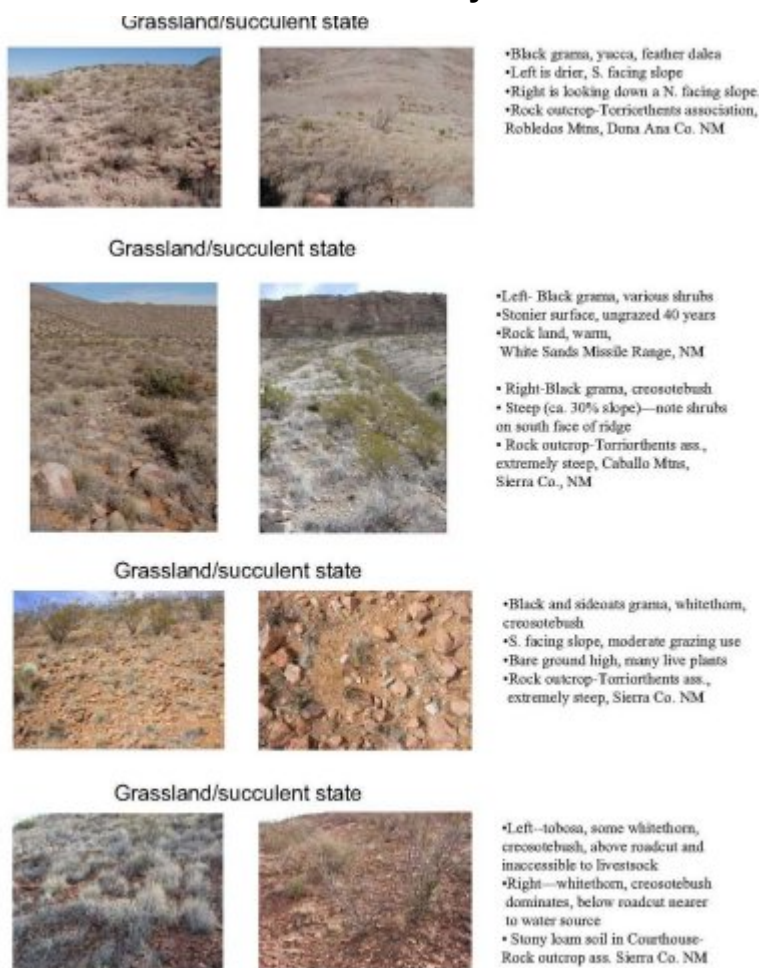 Grassland/succulent state
•Black grama, yucca, feather dalea
•Left is drier, S. facing slope
•Right is looking down a N. facing slope.
•Rock outcrop-Torriorthents association,
Robledos Mtns, Dona Ana Co. NM
Grassland/succulent state
•Left- Black grama, various shrubs
•Stonier surface, ungrazed 40 years
•Rock land, warm,
White Sands Missile Range, NM
• Right-Black grama, creosotebush
• Steep (ca. 30% slope)—note shrubs
on south face of ridge
• Rock outcrop-Torriorthents ass.,
extremely steep, Caballo Mtns,
Sierra Co., NM
Grassland/succulent state
•Black and sideoats grama, whitethorn,
creosotebush
•S. facing slope, moderate grazing use
•Bare ground high, many live plants
•Rock outcrop-Torriorthents ass.,
extremely steep, Sierra Co. NM
Grassland/succulent state
•Left--tobosa, some whitethorn,
creosotebush, above roadcut and
inaccessible to livestock
•Right—whitethorn, creosotebush
dominates, below roadcut nearer
to water source
• Stony loam soil in Courthouse-
Rock outcrop ass. Sierra Co. NM